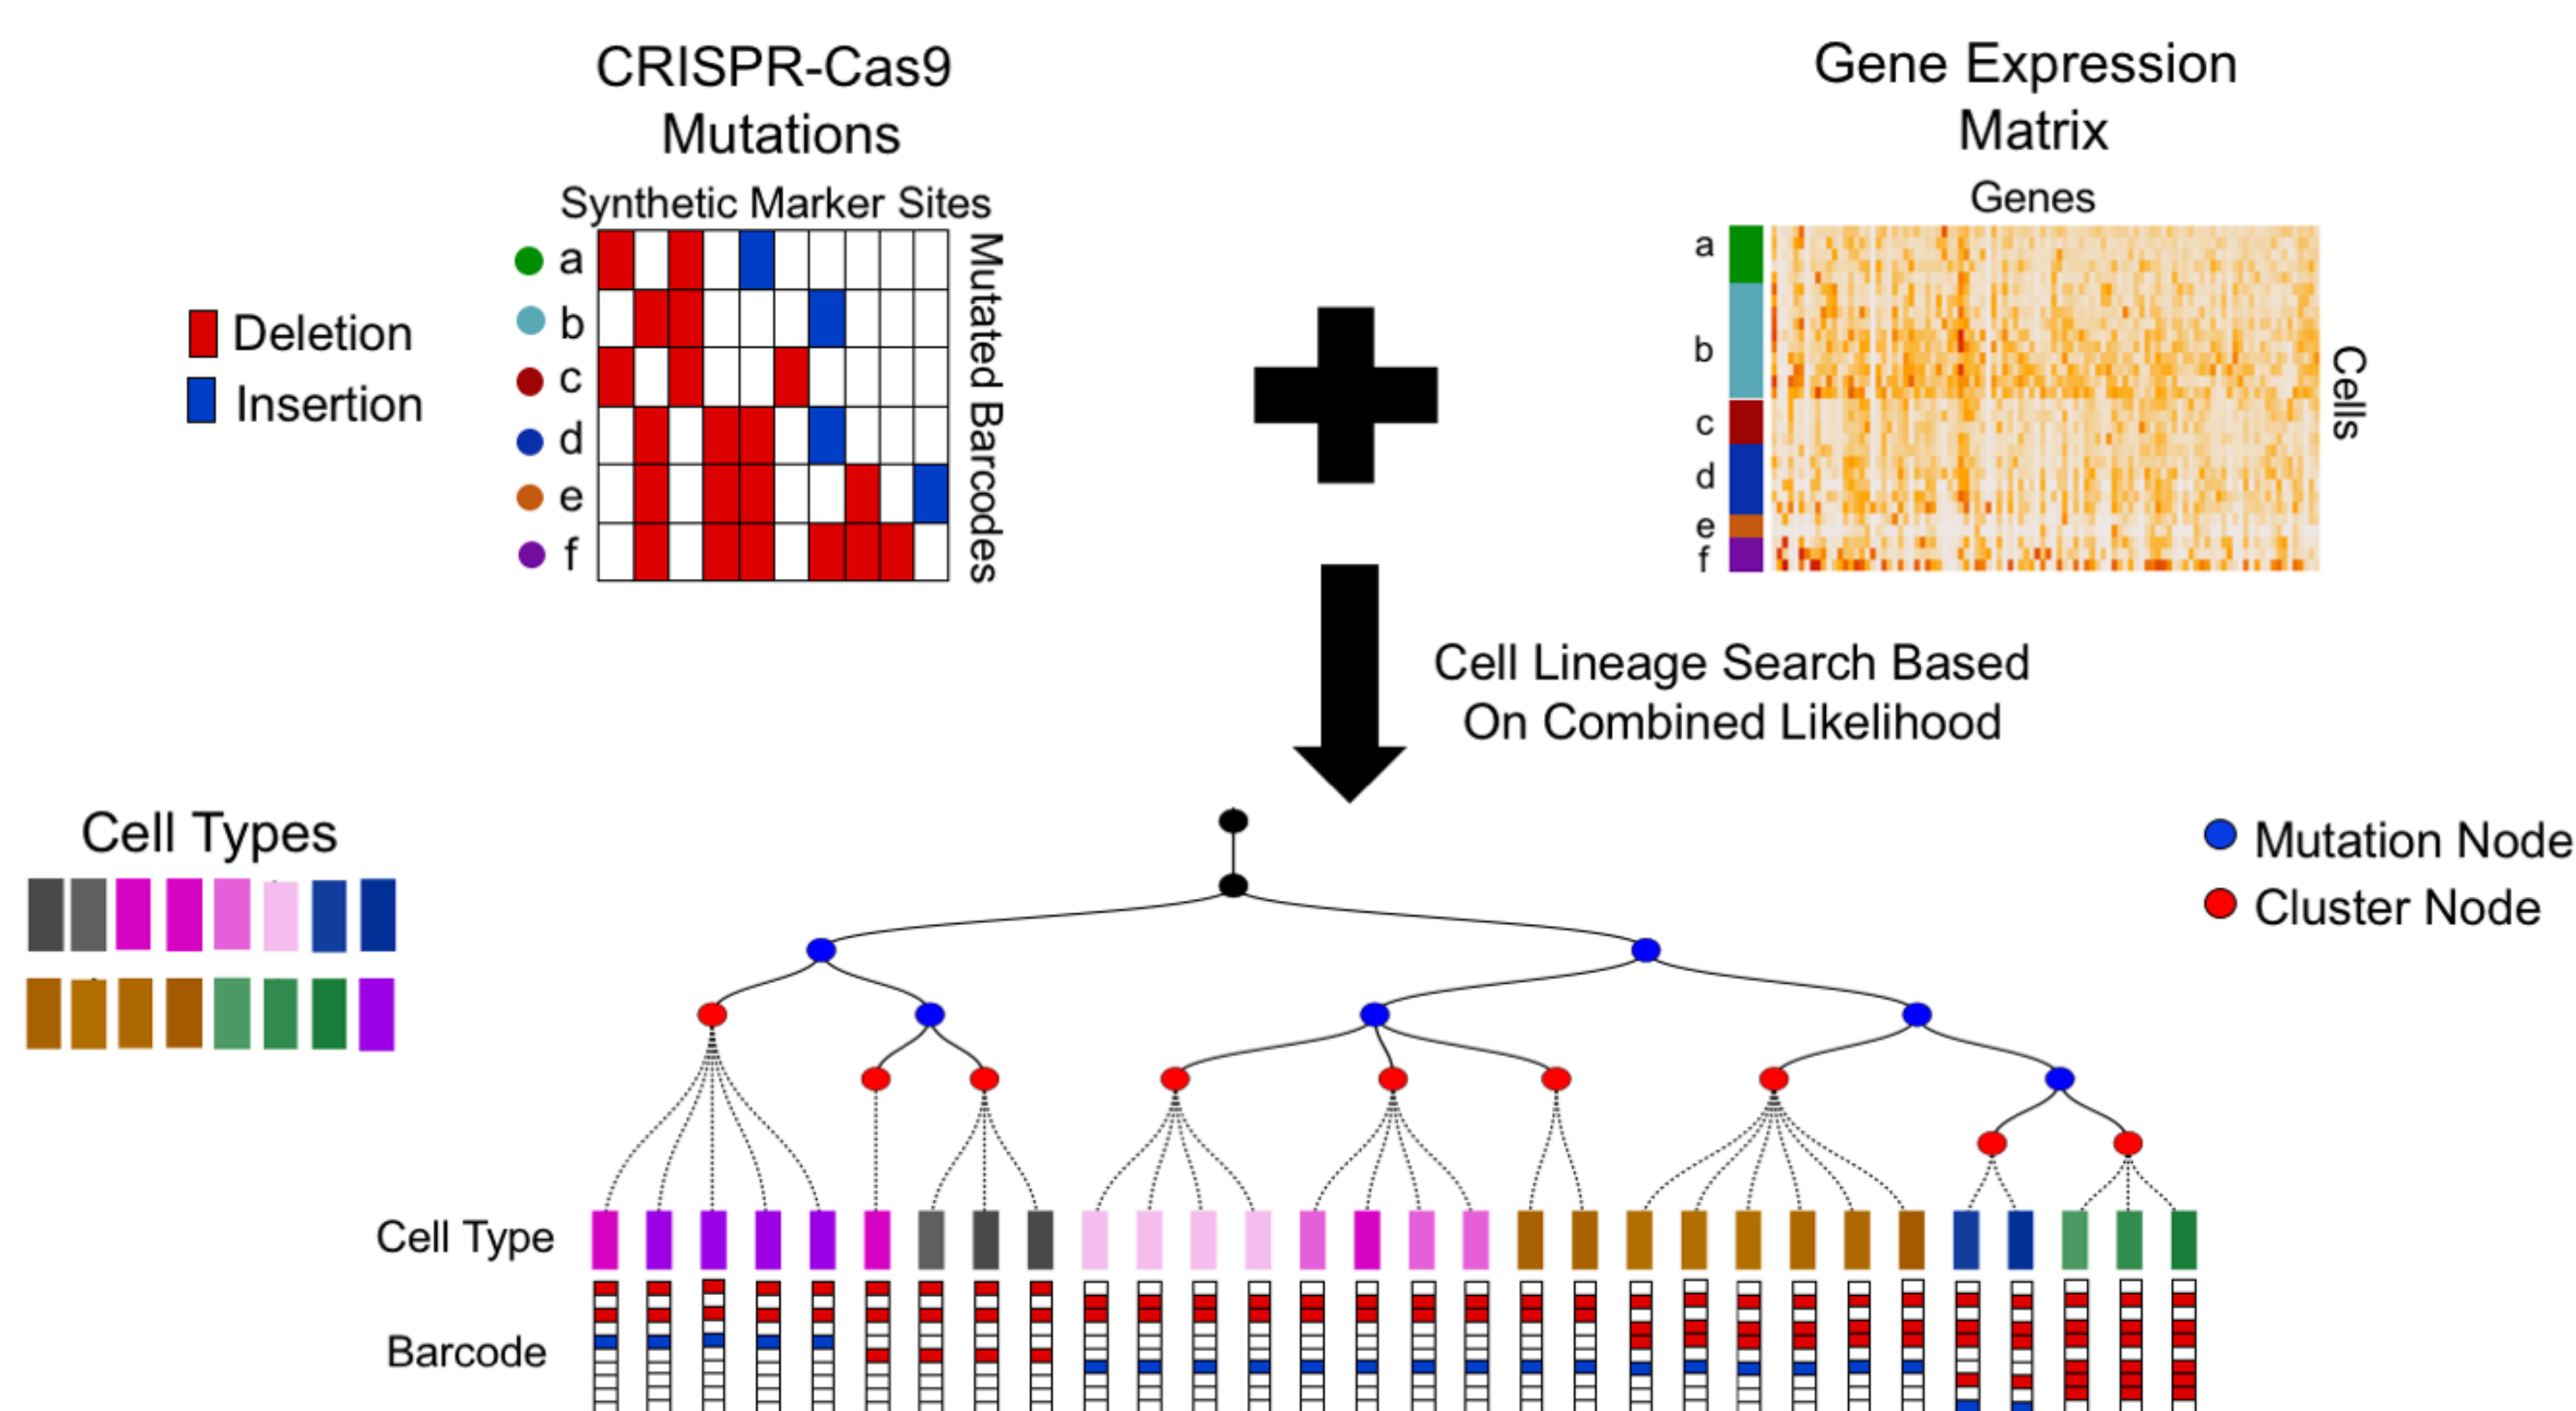 CRISPR-Cas9
Mutations
Synthetic Marker Sites
a
b
c
d
e
f
Mutated Barcodes
Deletion
Insertion
Gene Expression
Matrix
Genes
a
b
c
d
e
f
Cells
Cell Lineage Search Based
On Combined Likelihood
Cell Types
Mutation Node
Cluster Node
Cell Type
Barcode